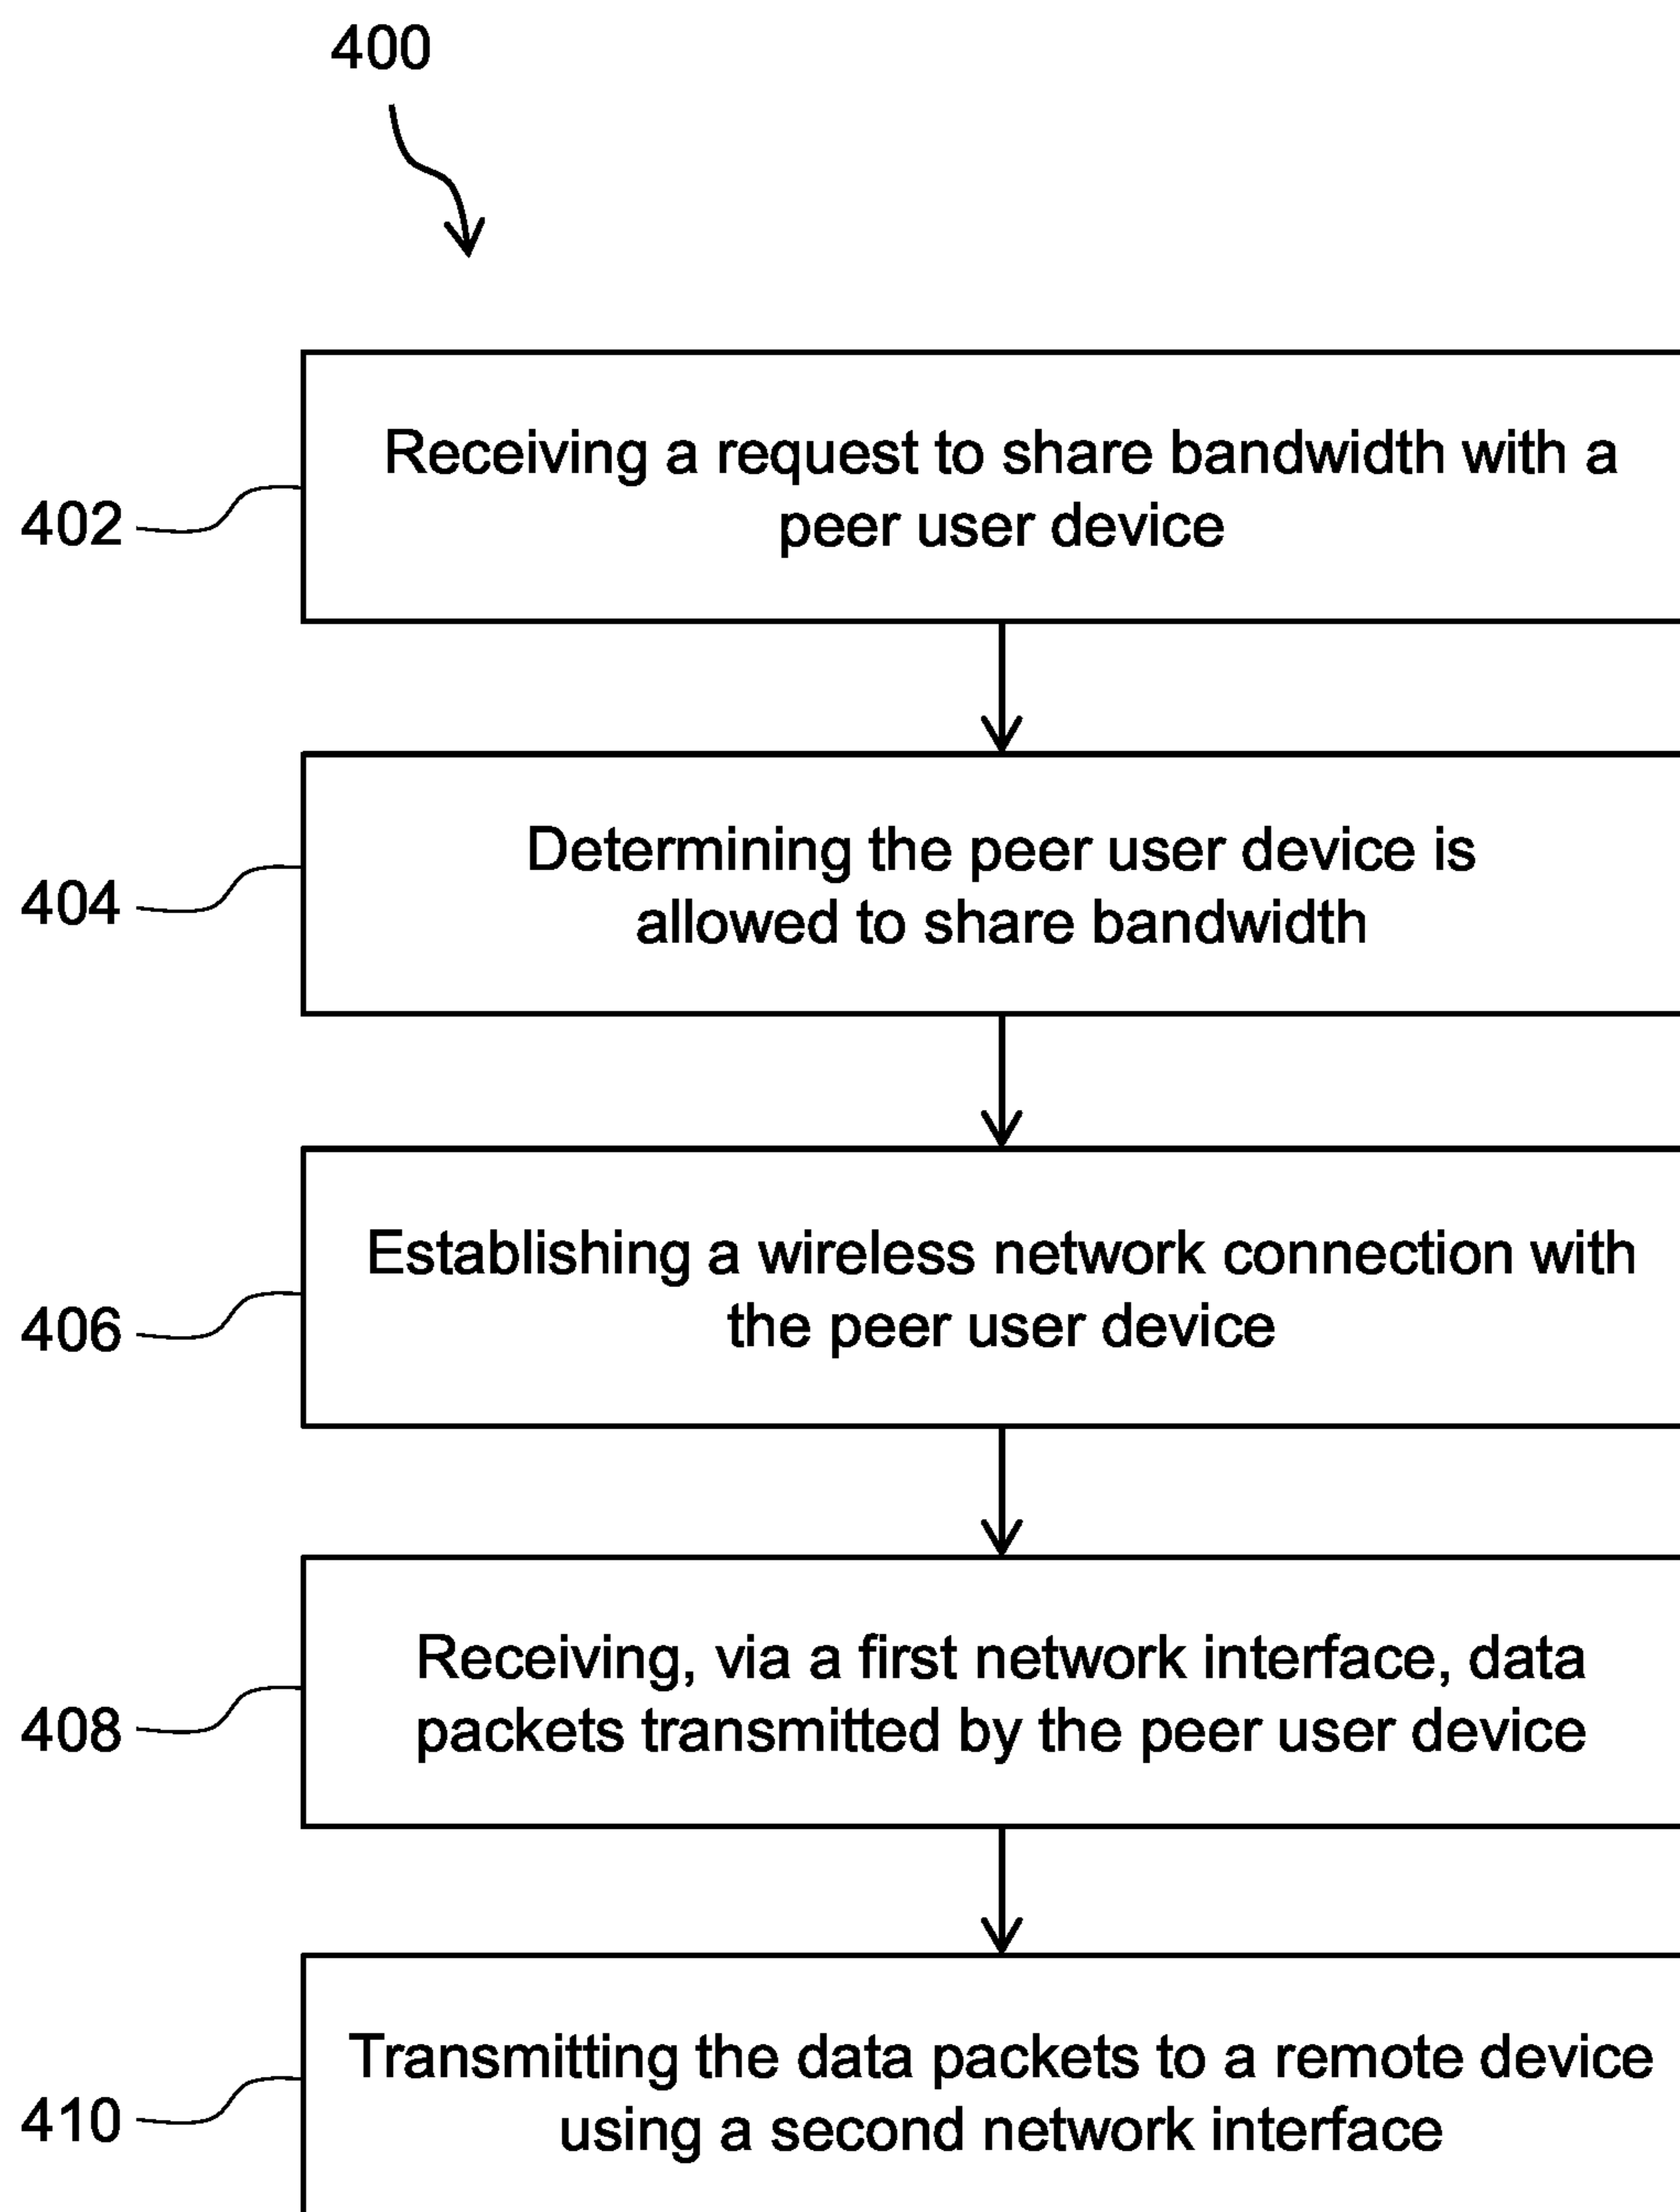 400
Receiving a request to share bandwidth with a
peer user device
402
Determining the peer user device is
allowed to share bandwidth
404
Establishing a wireless network connection with
the peer user device
406
Receiving, via a first network interface, data
packets transmitted by the peer user device
408
Transmitting the data packets to a remote device
using a second network interface
410